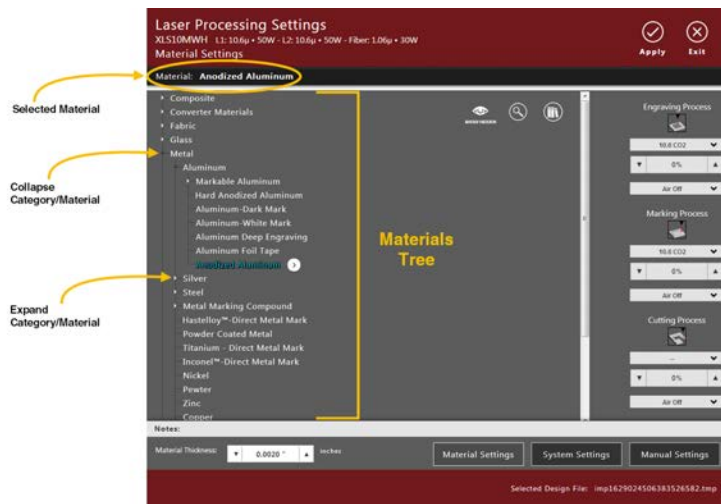 Laser Processing Settings
XLS10MWH L1: 10.6µ • 50W - L2: 10.6µ • 50W - Fiber: 1.06µ • 30W
Material Settings
Apply
Exit
Material: Anodized Aluminum
Selected Material
Collapse
Category/Material
Expand
Category/Material
Composite
Converter Materials
Fabric
Glass
Metal
Aluminum
Markable Aluminum
Hard Anodized Aluminum
Aluminum-Dark Mark
Aluminum-White Mark
Aluminum Deep Engraving
Aluminum Foil Tape
Anodized Aluminum
Silver
Steel
Metal Marking Compound
Hastelloy™-Direct Metal Mark
Powder Coated Metal
Titanium - Direct Metal Mark
Inconel™-Direct Metal Mark
Nickel
Pewter
Zinc
Copper
Materials
Tree
Engraving Process
10.6 CO2
0%
Air Off
Marking Process
10.6 CO2
0%
Air Off
Cutting Process
--
0%
Air Off
Notes:
Material Thickness: 0.0020 " inches
Material Settings
System Settings
Manual Settings
Selected Design File: imp1629024506383526582.tmp